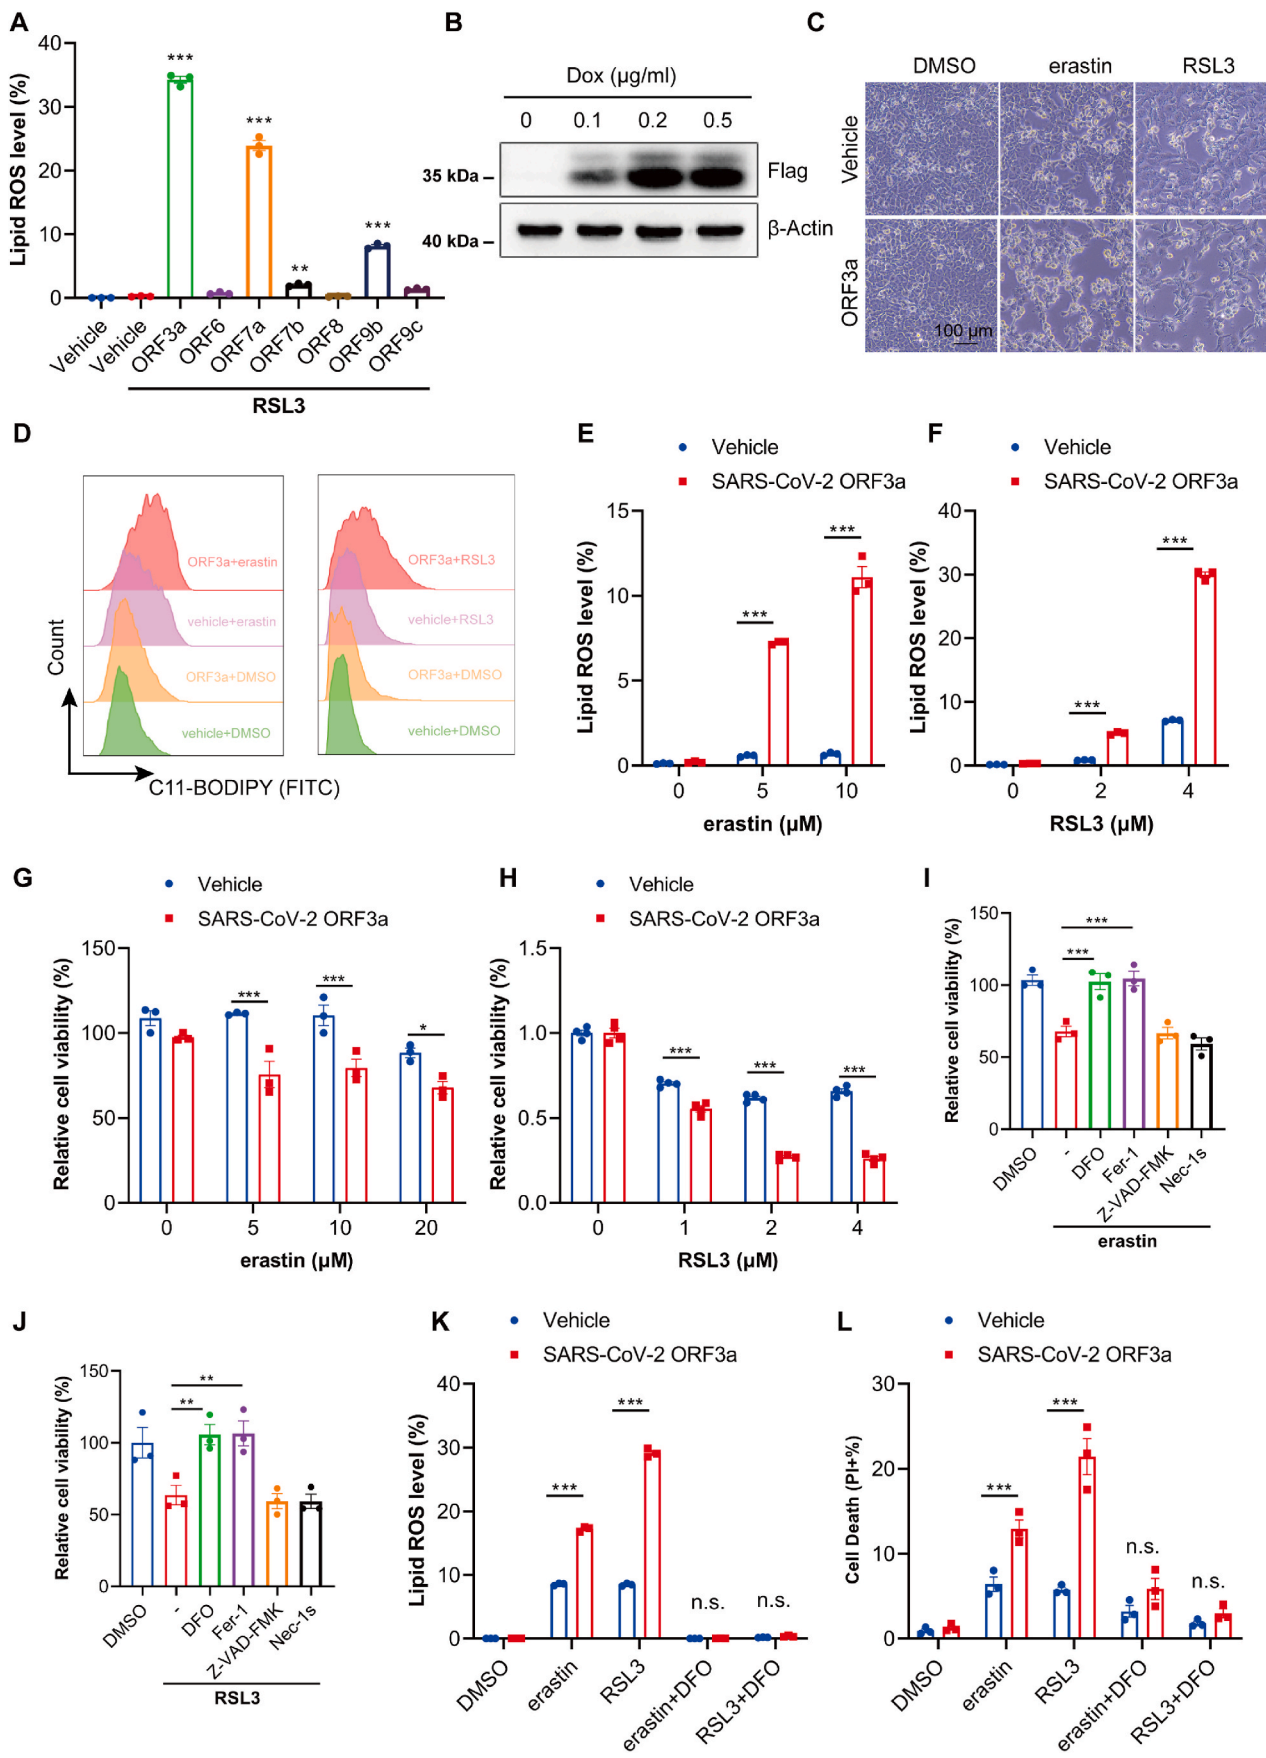 A
Lipid ROS level (%)
40
30
20
10
0
***
***
**
***
Vehicle
Vehicle
ORF3a
ORF6
ORF7a
ORF7b
ORF8
ORF9b
ORF9c
RSL3
B
Dox (μg/ml)
0 0.1 0.2 0.5
35 kDa
Flag
40 kDa
β-Actin
C
DMSO erastin RSL3
Vehicle
ORF3a
100 μm
D
ORF3a+erastin
vehicle+erastin
ORF3a+DMSO
vehicle+DMSO
ORF3a+RSL3
vehicle+RSL3
ORF3a+DMSO
vehicle+DMSO
Count
C11-BODIPY (FITC)
E
Vehicle
SARS-CoV-2 ORF3a
Lipid ROS level (%)
15
10
5
0
***
***
0 5 10
erastin (μM)
F
Vehicle
SARS-CoV-2 ORF3a
Lipid ROS level (%)
40
30
20
10
0
***
***
0 2 4
RSL3 (μM)
G
Vehicle
SARS-CoV-2 ORF3a
Relative cell viability (%)
150
100
50
0
***
***
*
0 5 10 20
erastin (μM)
H
Vehicle
SARS-CoV-2 ORF3a
Relative cell viability (%)
1.5
1.0
0.5
0.0
***
***
***
0 1 2 4
RSL3 (μM)
I
Relative cell viability (%)
150
100
50
0
***
***
DMSO
-
DFO
Fer-1
Z-VAD-FMK
Nec-1s
erastin
J
Relative cell viability (%)
150
100
50
0
**
**
DMSO
-
DFO
Fer-1
Z-VAD-FMK
Nec-1s
RSL3
K
Vehicle
SARS-CoV-2 ORF3a
Lipid ROS level (%)
40
30
20
10
0
***
***
n.s.
n.s.
DMSO
erastin
RSL3
erastin+DFO
RSL3+DFO
L
Vehicle
SARS-CoV-2 ORF3a
Cell Death (PI+%)
30
20
10
0
***
***
n.s.
n.s.
DMSO
erastin
RSL3
erastin+DFO
RSL3+DFO